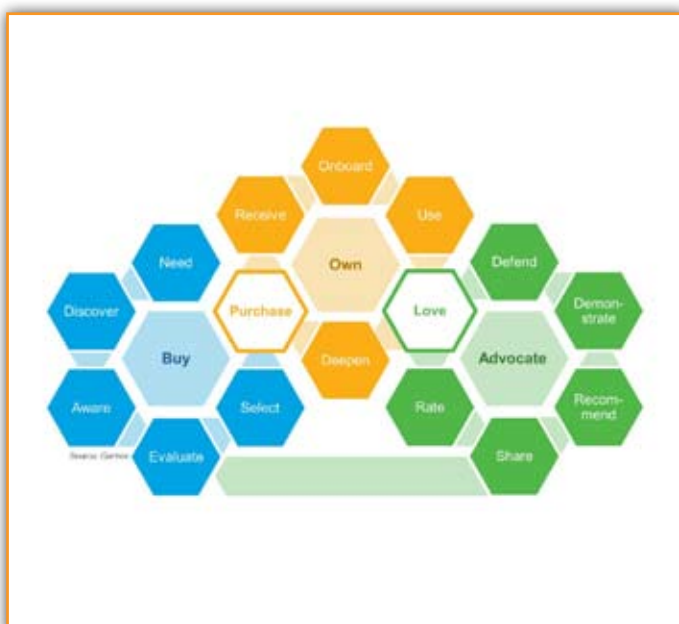 Onboard
Receive
Use
Need
Own
Defend
Discover
Purchase
Love
Demon-
strate
Buy
Deepen
Advocate
Aware
Select
Rate
Recom-
mend
Source:
Evaluate
Share